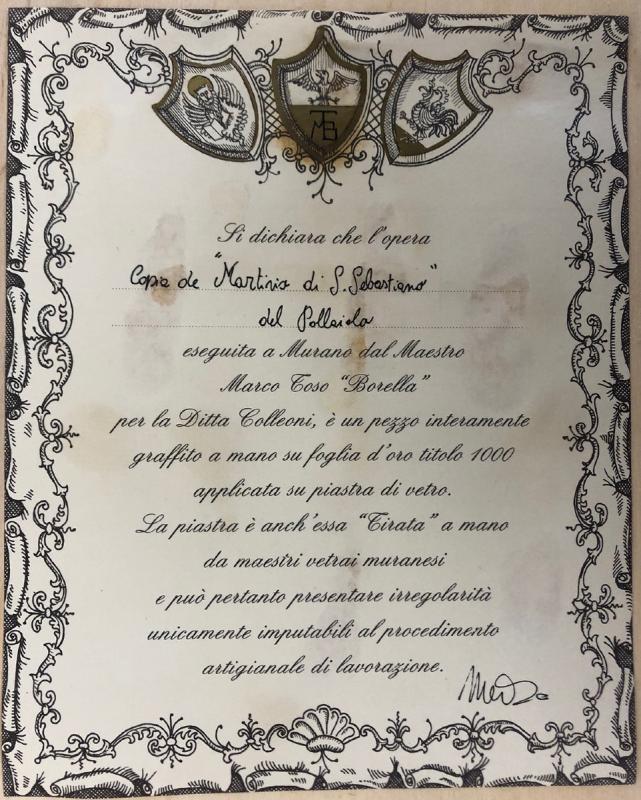 TMB
Si dichiara che l'opera
Copia de "Martirio di S. Sebastiano"
del Pollaiolo
eseguita a Murano dal Maestro
Marco Toso "Borella"
per la Ditta Colleoni, è un pezzo interamente
graffito a mano su foglia d'oro titolo 1000
applicata su piastra di vetro.
La piastra è anch'essa "Tirata" a mano
da maestri vetrai muranesi
e può pertanto presentare irregolarità
unicamente imputabili al procedimento
artigianale di lavorazione.